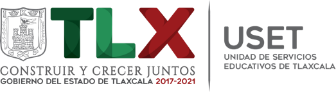 TLX
CONSTRUIR Y CRECER JUNTOS
GOBIERNO DEL ESTADO DE TLAXCALA 2017-2021
USET
UNIDAD DE SERVICIOS
EDUCATIVOS DE TLAXCALA